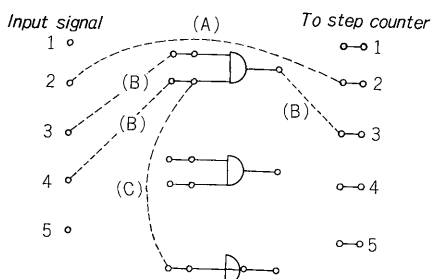 Input signal (A) To step counter
1 1
2 (B) 2
3 (B) (B) 3
4 (C) 4
5 5